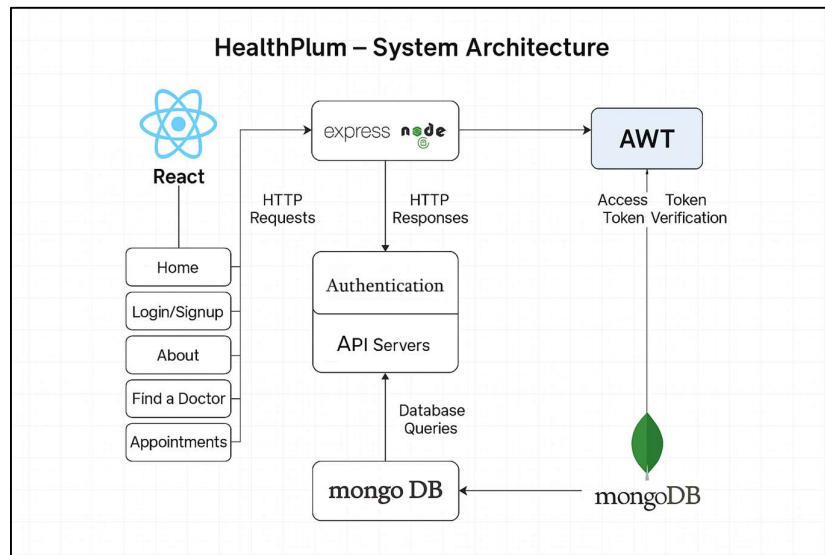 HealthPlum – System Architecture
React
express node
AWT
HTTP
Requests
HTTP
Responses
Access Token
Token Verification
Home
Login/Signup
About
Find a Doctor
Appointments
Authentication
API Servers
Database
Queries
mongo DB
mongoDB